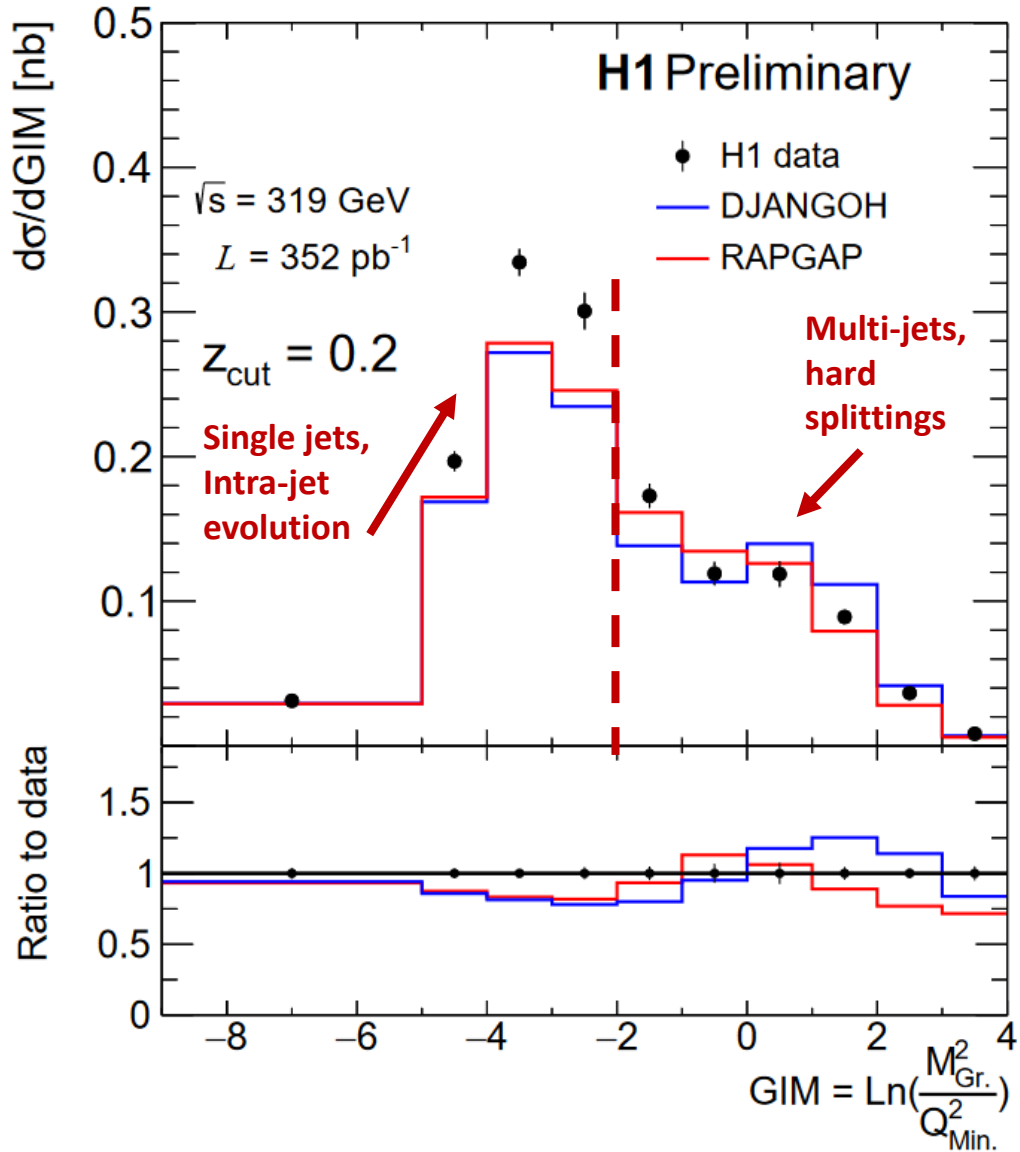 dσ/dGIM [nb]
0.5
0.4
0.3
0.2
0.1
H1 Preliminary
H1 data
DJANGOH
RAPGAP
√s = 319 GeV
L = 352 pb⁻¹
z_cut = 0.2
Single jets,
Intra-jet
evolution
Multi-jets,
hard
splittings
Ratio to data
1.5
1
0.5
0
−8 −6 −4 −2 0 2 4
GIM = Ln(M²_Gr. / Q²_Min.)